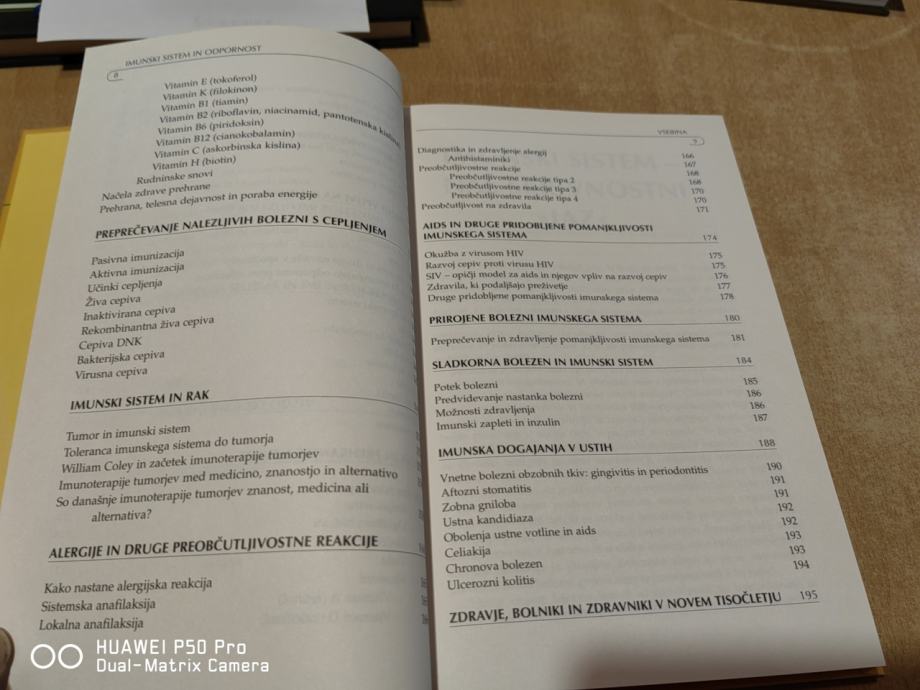 IMUNSKI SISTEM IN ODPORNOST
8
Vitamin E (tokoferol)
Vitamin K (filokinon)
Vitamin B1 (tiamin)
Vitamin B2 (riboflavin, niacinamid, pantotenska kislina)
Vitamin B6 (piridoksin)
Vitamin B12 (cianokobalamin)
Vitamin C (askorbinska kislina)
Vitamin H (biotin)
Rudninske snovi
Načela zdrave prehrane
Prehrana, telesna dejavnost in poraba energije
PREPREČEVANJE NALEZLJIVIH BOLEZNI S CEPLJENJEM
Pasivna imunizacija
Aktivna imunizacija
Učinki cepljenja
Živa cepiva
Inaktivirana cepiva
Rekombinantna živa cepiva
Cepiva DNK
Bakterijska cepiva
Virusna cepiva
IMUNSKI SISTEM IN RAK
Tumor in imunski sistem
Toleranca imunskega sistema do tumorja
William Coley in začetek imunoterapije tumorjev
Imunoterapije tumorjev med medicino, znanostjo in alternativo
So današnje imunoterapije tumorjev znanost, medicina ali
alternativa?
ALERGIJE IN DRUGE PREOBČUTLJIVOSTNE REAKCIJE
Kako nastane alergijska reakcija
Sistemska anafilaksija
Lokalna anafilaksija
VSEBINA
9
Diagnostika in zdravljenje alergij 166
Antihistaminiki 167
Preobčutljivostne reakcije 168
Preobčutljivostne reakcije tipa 2 168
Preobčutljivostne reakcije tipa 3 170
Preobčutljivostne reakcije tipa 4 170
Preobčutljivost na zdravila 171
AIDS IN DRUGE PRIDOBLJENE POMANJKLJIVOSTI
IMUNSKEGA SISTEMA 174
Okužba z virusom HIV 175
Razvoj cepiv proti virusu HIV 175
SIV – opičji model za aids in njegov vpliv na razvoj cepiv 176
Zdravila, ki podaljšajo preživetje 177
Druge pridobljene pomanjkljivosti imunskega sistema 178
PRIROJENE BOLEZNI IMUNSKEGA SISTEMA 180
Preprečevanje in zdravljenje pomanjkljivosti imunskega sistema 181
SLADKORNA BOLEZEN IN IMUNSKI SISTEM 184
Potek bolezni 185
Predvidevanje nastanka bolezni 186
Možnosti zdravljenja 186
Imunski zapleti in inzulin 187
IMUNSKA DOGAJANJA V USTIH 188
Vnetne bolezni obzobnih tkiv: gingivitis in periodontitis 190
Aftozni stomatitis 191
Zobna gniloba 191
Ustna kandidiaza 192
Obolenja ustne votline in aids 192
Celiakija 193
Chronova bolezen 193
Ulcerozni kolitis 194
ZDRAVJE, BOLNIKI IN ZDRAVNIKI V NOVEM TISOČLETJU 195
HUAWEI P50 Pro
Dual-Matrix Camera